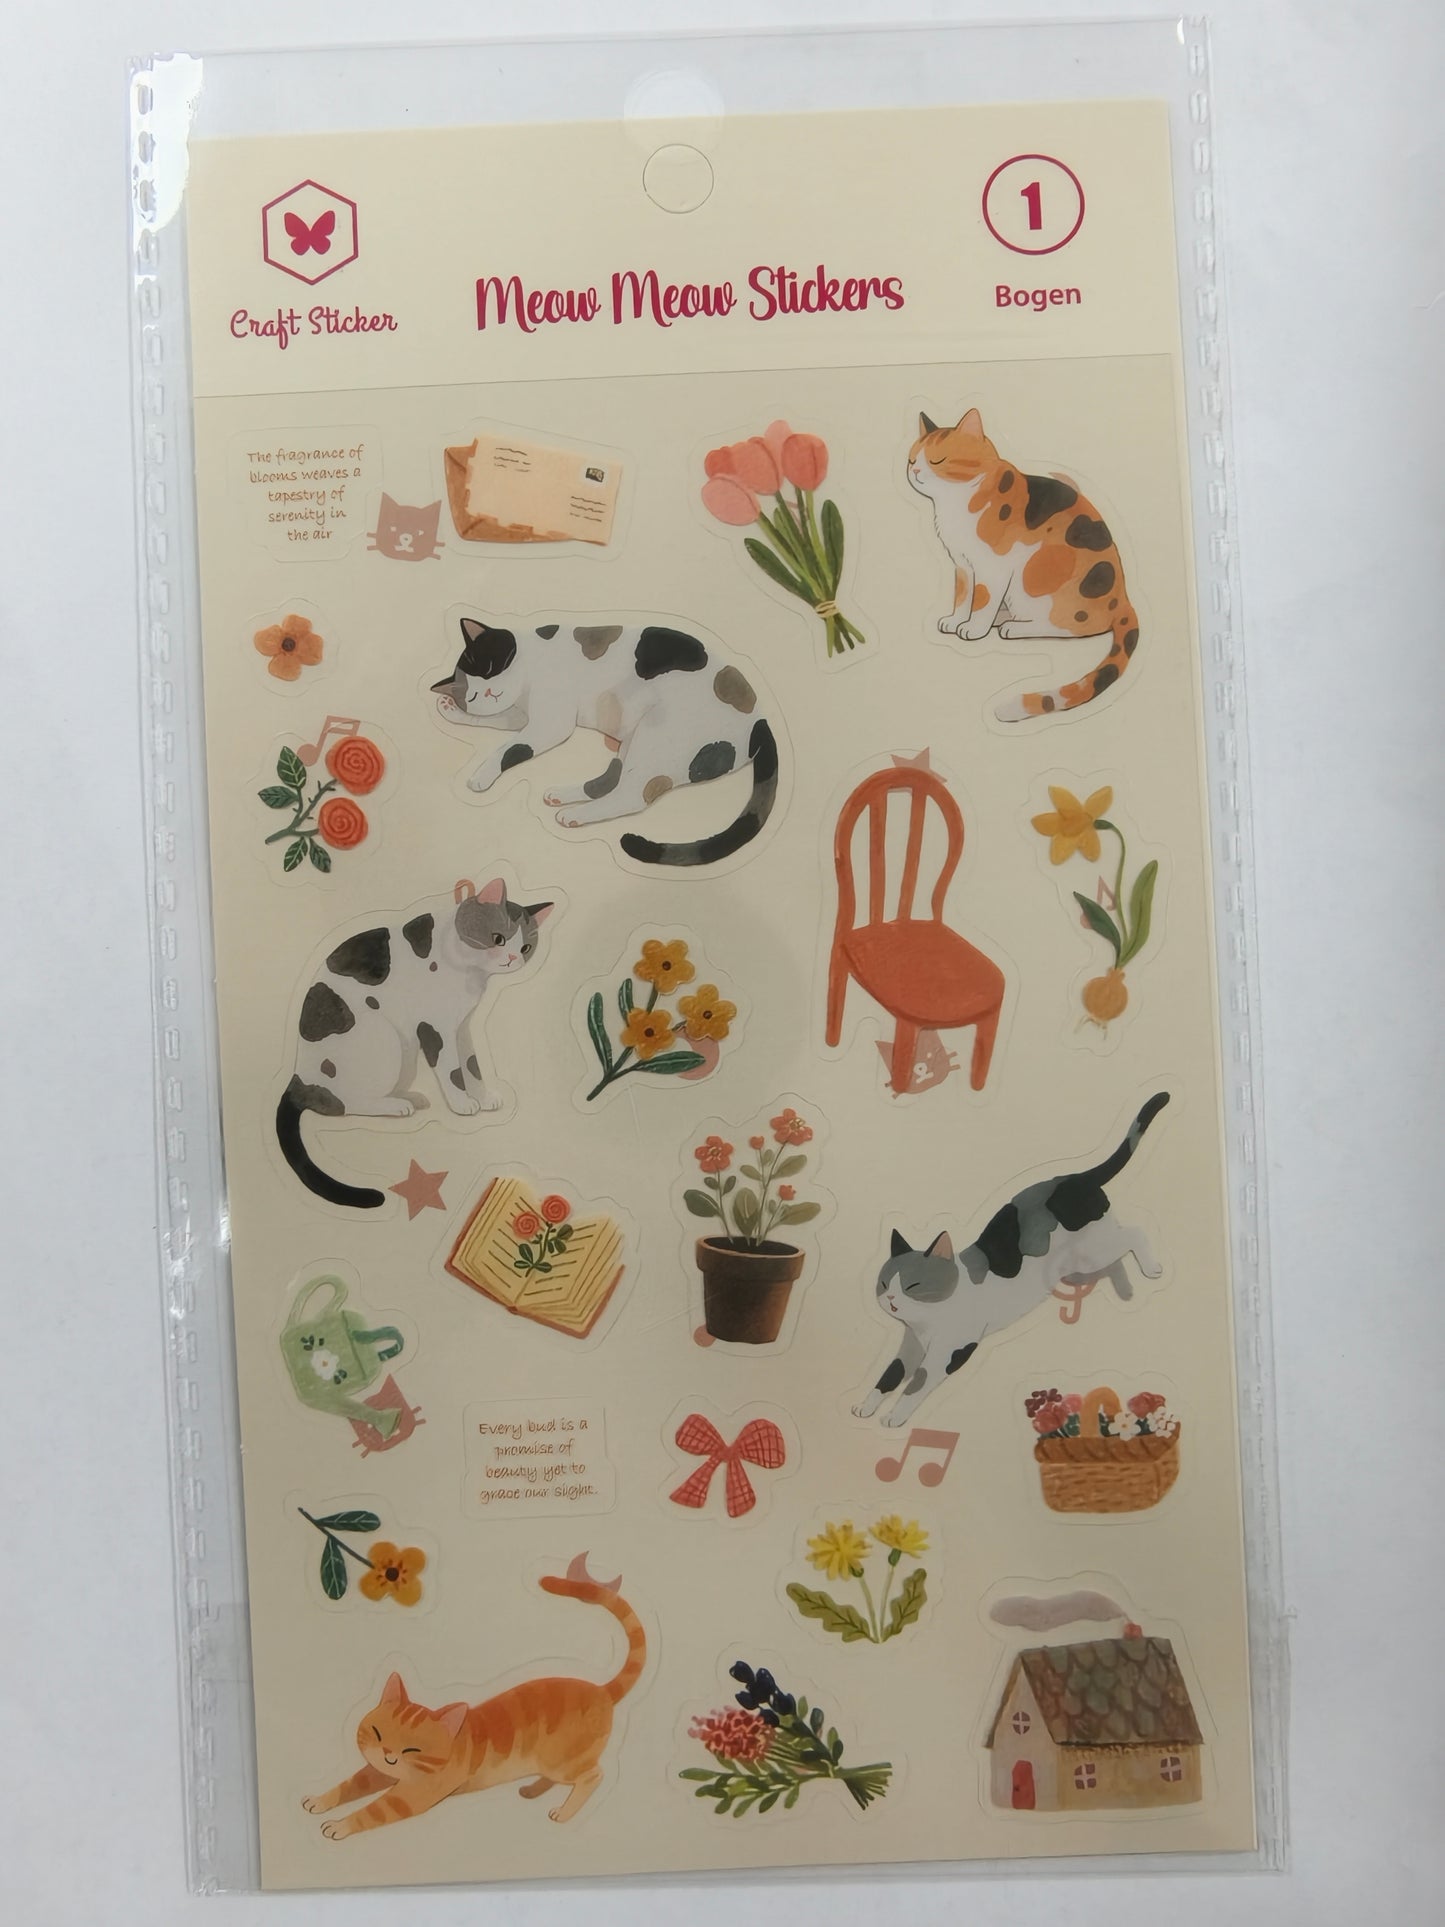 Craft Sticker
Meow Meow Stickers
1
Bogen
The fragrance of
blooms weaves a
tapestry of
serenity in
the air
Every bud is a
promise of
beauty yet to
grace our sight.